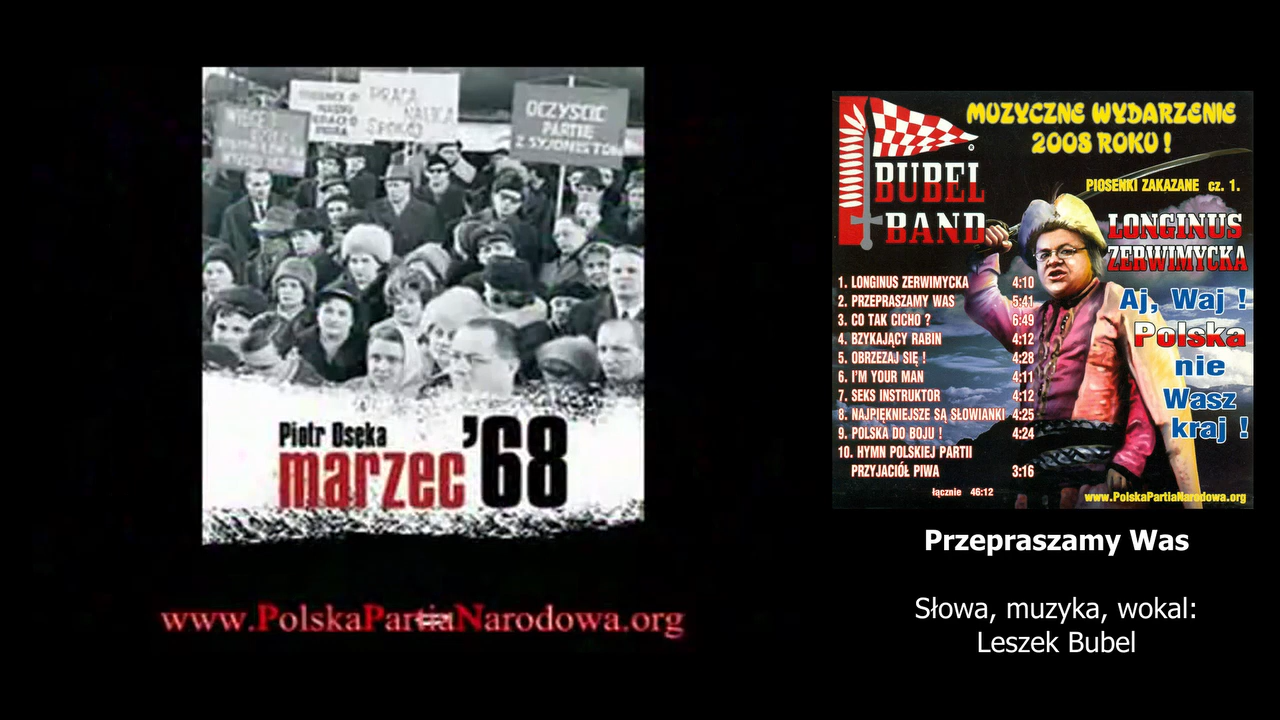 WIĘCEJ
PRACA
NAUKA
SPOKÓJ
OCZYŚCIĆ
PARTIĘ
Z SYJONISTÓW
Piotr Osęka
marzec '68
www.PolskaPartiaNarodowa.org
MUZYCZNE WYDARZENIE
2008 ROKU !
PIOSENKI ZAKAZANE cz. 1.
BUBEL
BAND
LONGINUS
ZERWIMYCKA
1. LONGINUS ZERWIMYCKA 4:10
2. PRZEPRASZAMY WAS 5:41
3. CO TAK CICHO ? 6:49
4. BZYKAJĄCY RABIN 4:12
5. OBRZEZAJ SIĘ ! 4:28
6. I'M YOUR MAN 4:11
7. SEKS INSTRUKTOR 4:12
8. NAJPIĘKNIEJSZE SĄ SŁOWIANKI 4:25
9. POLSKA DO BOJU ! 4:24
10. HYMN POLSKIEJ PARTII
PRZYJACIÓŁ PIWA 3:16
łącznie 46:12
Aj, Waj !
Polska
nie
Wasz
kraj !
www.PolskaPartiaNarodowa.org
Przepraszamy Was
Słowa, muzyka, wokal:
Leszek Bubel